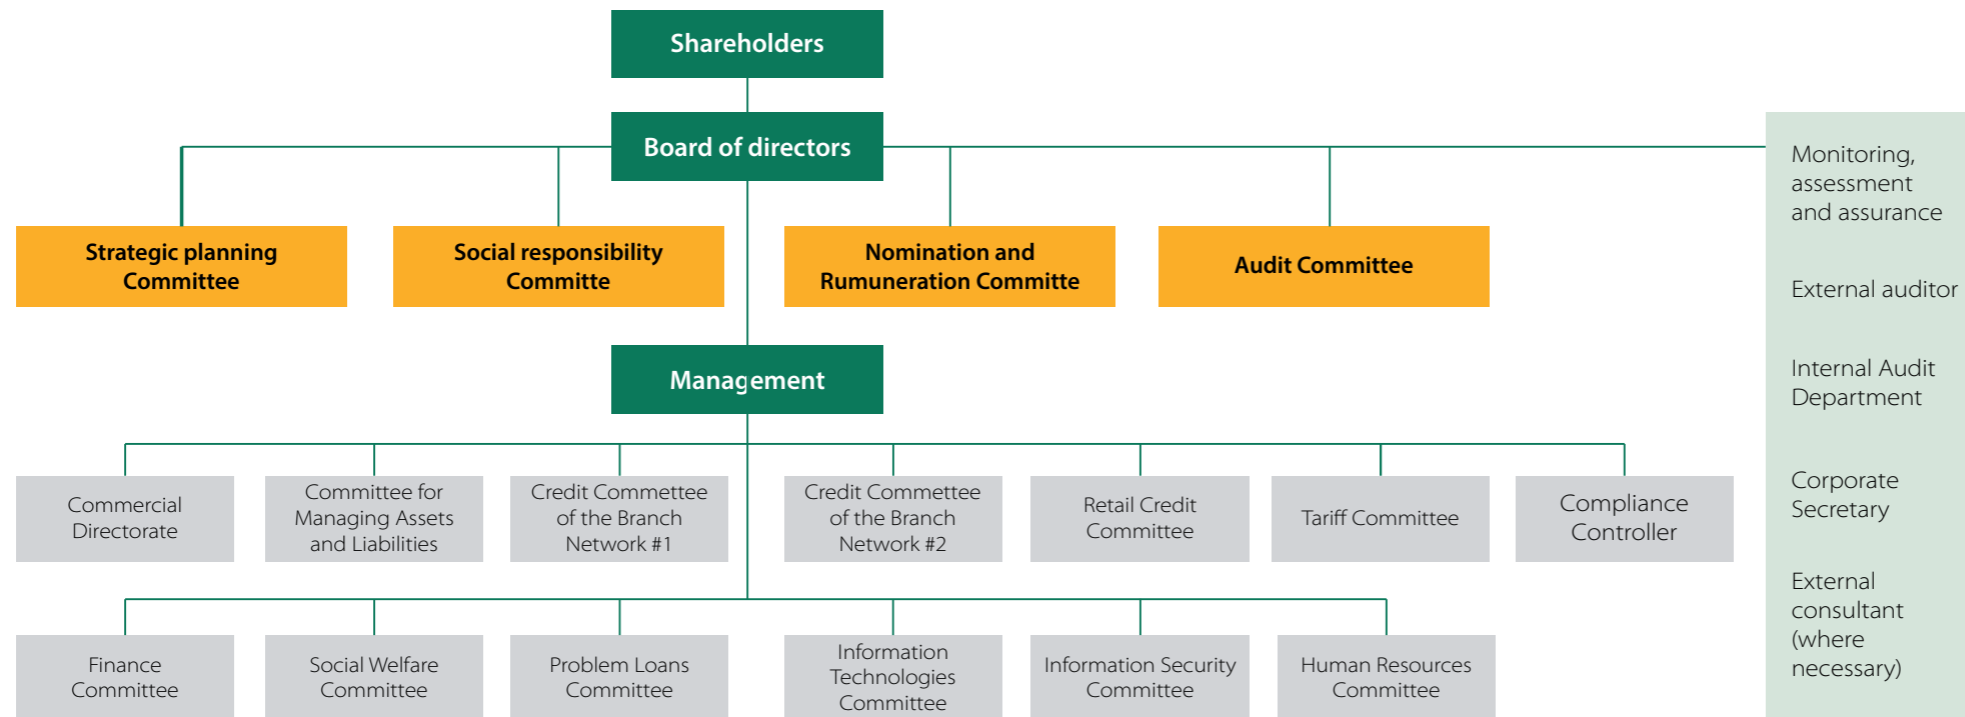 Shareholders
Board of directors
Strategic planning
Committee
Social responsibility
Committe
Nomination and
Rumuneration Committe
Audit Committee
Management
Commercial
Directorate
Committee for
Managing Assets
and Liabilities
Credit Commettee
of the Branch
Network #1
Credit Commettee
of the Branch
Network #2
Retail Credit
Committee
Tariff Committee
Compliance
Controller
Finance
Committee
Social Welfare
Committee
Problem Loans
Committee
Information
Technologies
Committee
Information Security
Committee
Human Resources
Committee
Monitoring,
assessment
and assurance
External auditor
Internal Audit
Department
Corporate
Secretary
External
consultant
(where
necessary)